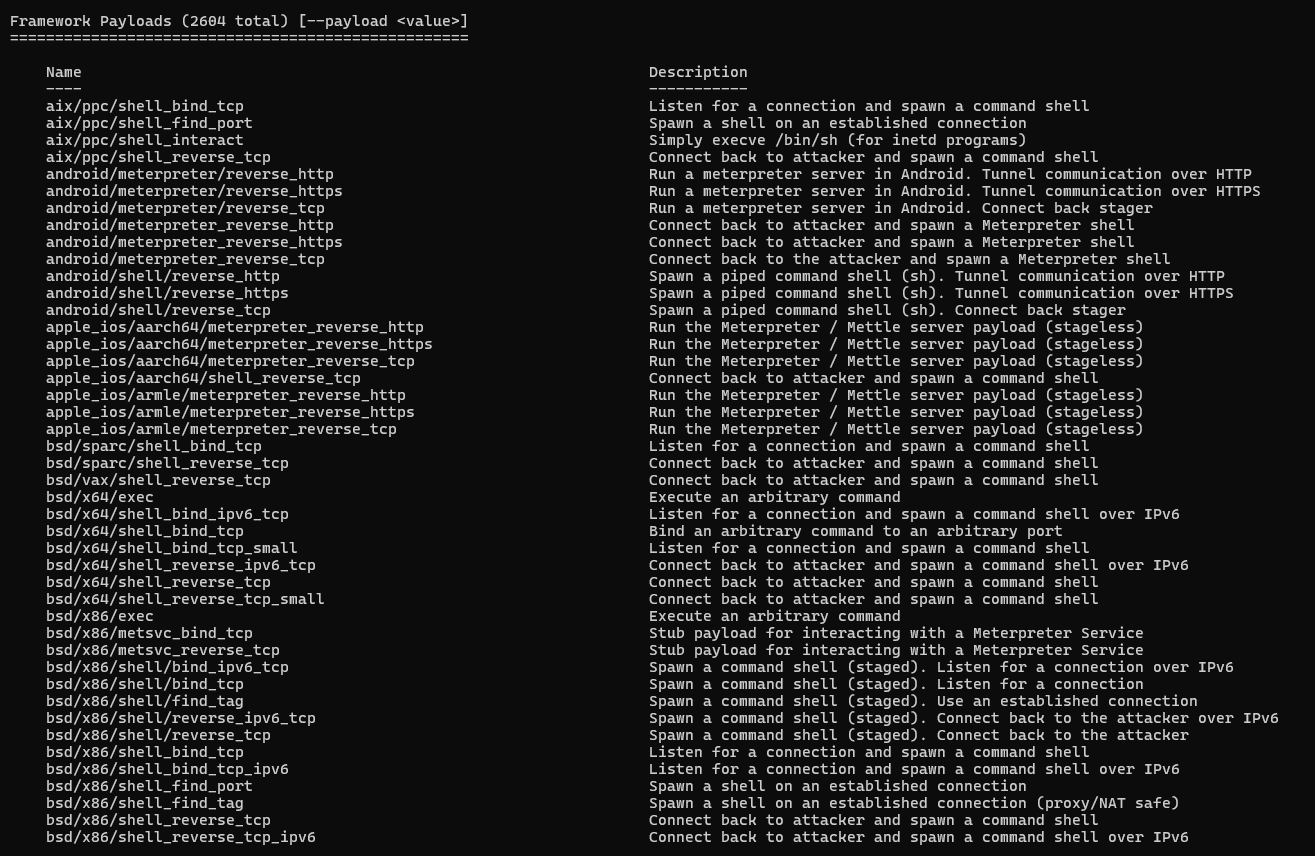 Framework Payloads (2604 total) [--payload <value>]
===================================================
Name Description
---- -----------
aix/ppc/shell_bind_tcp Listen for a connection and spawn a command shell
aix/ppc/shell_find_port Spawn a shell on an established connection
aix/ppc/shell_interact Simply execve /bin/sh (for inetd programs)
aix/ppc/shell_reverse_tcp Connect back to attacker and spawn a command shell
android/meterpreter/reverse_http Run a meterpreter server in Android. Tunnel communication over HTTP
android/meterpreter/reverse_https Run a meterpreter server in Android. Tunnel communication over HTTPS
android/meterpreter/reverse_tcp Run a meterpreter server in Android. Connect back stager
android/meterpreter_reverse_http Connect back to attacker and spawn a Meterpreter shell
android/meterpreter_reverse_https Connect back to attacker and spawn a Meterpreter shell
android/meterpreter_reverse_tcp Connect back to the attacker and spawn a Meterpreter shell
android/shell/reverse_http Spawn a piped command shell (sh). Tunnel communication over HTTP
android/shell/reverse_https Spawn a piped command shell (sh). Tunnel communication over HTTPS
android/shell/reverse_tcp Spawn a piped command shell (sh). Connect back stager
apple_ios/aarch64/meterpreter_reverse_http Run the Meterpreter / Mettle server payload (stageless)
apple_ios/aarch64/meterpreter_reverse_https Run the Meterpreter / Mettle server payload (stageless)
apple_ios/aarch64/meterpreter_reverse_tcp Run the Meterpreter / Mettle server payload (stageless)
apple_ios/aarch64/shell_reverse_tcp Connect back to attacker and spawn a command shell
apple_ios/armle/meterpreter_reverse_http Run the Meterpreter / Mettle server payload (stageless)
apple_ios/armle/meterpreter_reverse_https Run the Meterpreter / Mettle server payload (stageless)
apple_ios/armle/meterpreter_reverse_tcp Run the Meterpreter / Mettle server payload (stageless)
bsd/sparc/shell_bind_tcp Listen for a connection and spawn a command shell
bsd/sparc/shell_reverse_tcp Connect back to attacker and spawn a command shell
bsd/vax/shell_reverse_tcp Connect back to attacker and spawn a command shell
bsd/x64/exec Execute an arbitrary command
bsd/x64/shell_bind_ipv6_tcp Listen for a connection and spawn a command shell over IPv6
bsd/x64/shell_bind_tcp Bind an arbitrary command to an arbitrary port
bsd/x64/shell_bind_tcp_small Listen for a connection and spawn a command shell
bsd/x64/shell_reverse_ipv6_tcp Connect back to attacker and spawn a command shell over IPv6
bsd/x64/shell_reverse_tcp Connect back to attacker and spawn a command shell
bsd/x64/shell_reverse_tcp_small Connect back to attacker and spawn a command shell
bsd/x86/exec Execute an arbitrary command
bsd/x86/metsvc_bind_tcp Stub payload for interacting with a Meterpreter Service
bsd/x86/metsvc_reverse_tcp Stub payload for interacting with a Meterpreter Service
bsd/x86/shell/bind_ipv6_tcp Spawn a command shell (staged). Listen for a connection over IPv6
bsd/x86/shell/bind_tcp Spawn a command shell (staged). Listen for a connection
bsd/x86/shell/find_tag Spawn a command shell (staged). Use an established connection
bsd/x86/shell/reverse_ipv6_tcp Spawn a command shell (staged). Connect back to the attacker over IPv6
bsd/x86/shell/reverse_tcp Spawn a command shell (staged). Connect back to the attacker
bsd/x86/shell_bind_tcp Listen for a connection and spawn a command shell
bsd/x86/shell_bind_tcp_ipv6 Listen for a connection and spawn a command shell over IPv6
bsd/x86/shell_find_port Spawn a shell on an established connection
bsd/x86/shell_find_tag Spawn a shell on an established connection (proxy/NAT safe)
bsd/x86/shell_reverse_tcp Connect back to attacker and spawn a command shell
bsd/x86/shell_reverse_tcp_ipv6 Connect back to attacker and spawn a command shell over IPv6